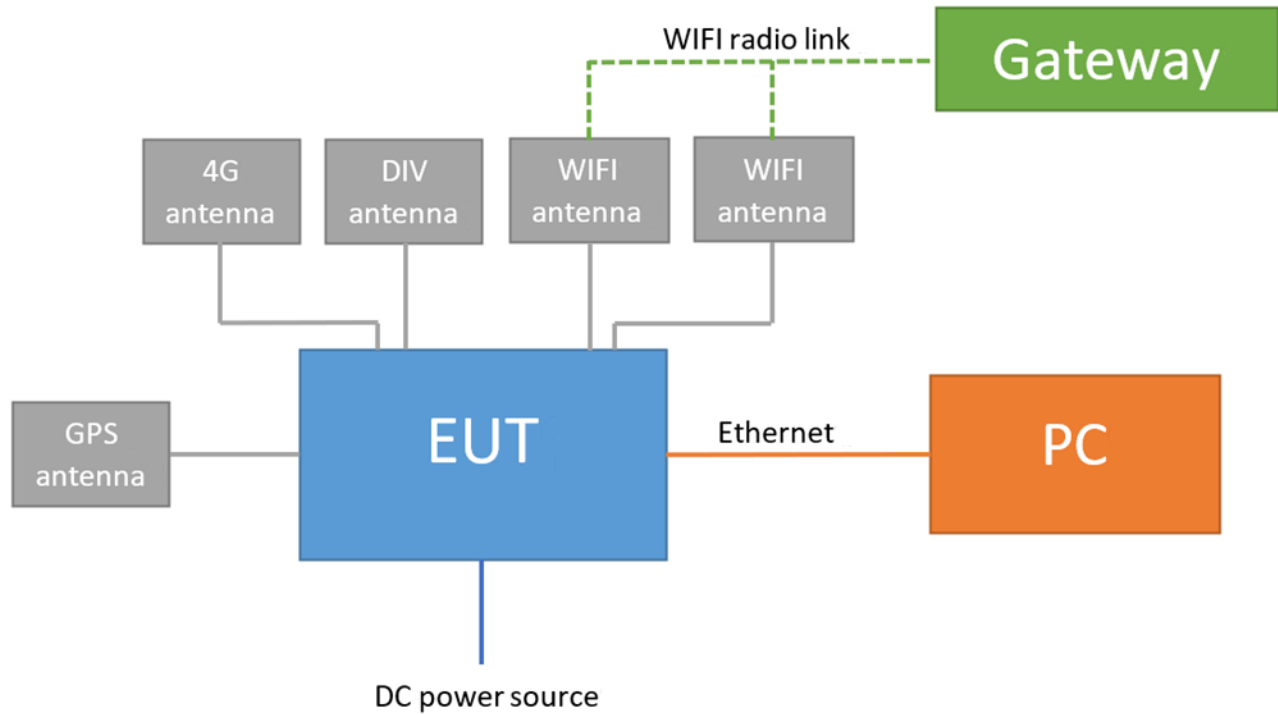 WIFI radio link
Gateway
4G
antenna
DIV
antenna
WIFI
antenna
WIFI
antenna
GPS
antenna
EUT
Ethernet
PC
DC power source